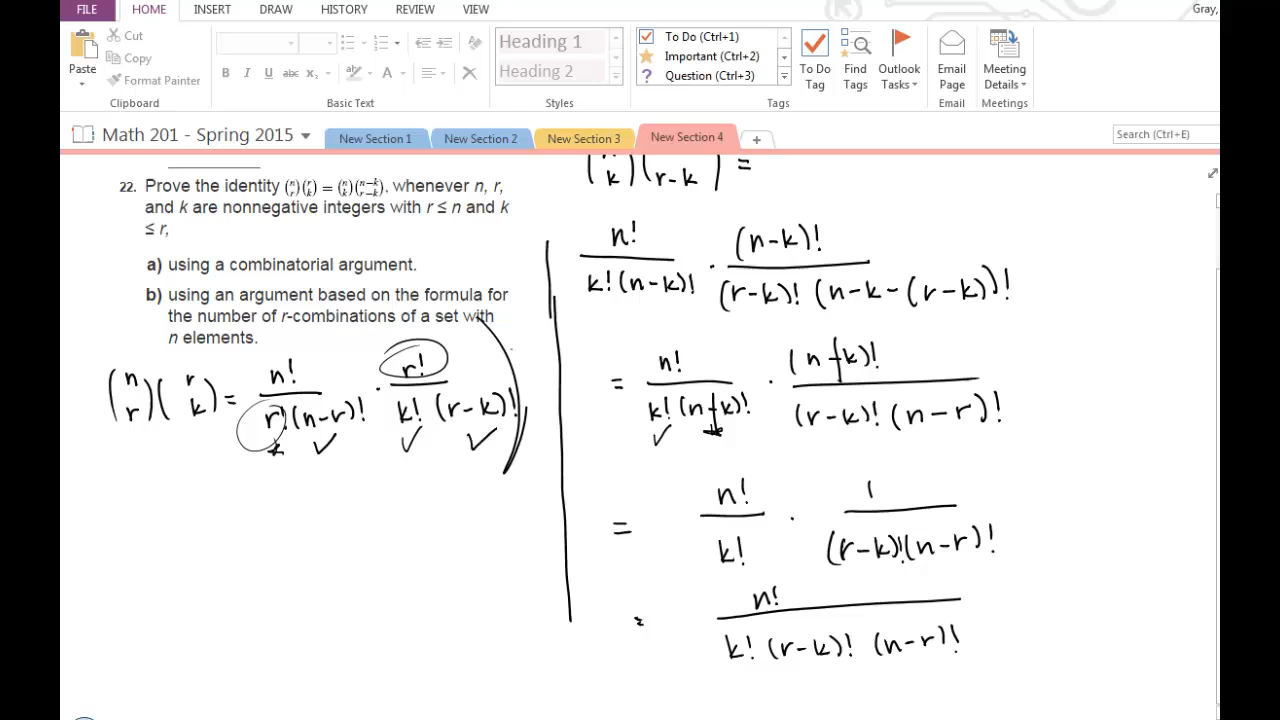 FILE HOME INSERT DRAW HISTORY REVIEW VIEW Gray,
Paste
Cut
Copy
Format Painter
Clipboard
B I U abc x₂ A
Basic Text
Heading 1
Heading 2
Styles
To Do (Ctrl+1)
Important (Ctrl+2)
? Question (Ctrl+3)
To Do Tag
Find Tags
Outlook Tasks
Tags
Email Page
Email
Meeting Details
Meetings
Math 201 - Spring 2015 New Section 1 New Section 2 New Section 3 New Section 4 + Search (Ctrl+E)
22. Prove the identity (n r)(r k) = (n k)(n−k r−k), whenever n, r,
and k are nonnegative integers with r ≤ n and k
≤ r,
a) using a combinatorial argument.
b) using an argument based on the formula for
the number of r-combinations of a set with
n elements.
(n r)(r k) = n!/(r!(n-r)!) · r!/(k!(r-k)!)
( k)(r-k) =
n!/(k!(n-k)!) · (n-k)!/((r-k)!(n-k-(r-k))!)
= n!/(k!(n-k)!) · (n-k)!/((r-k)!(n-r)!)
= n!/k! · 1/((r-k)!(n-r)!)
n!/(k!(r-k)!(n-r)!)